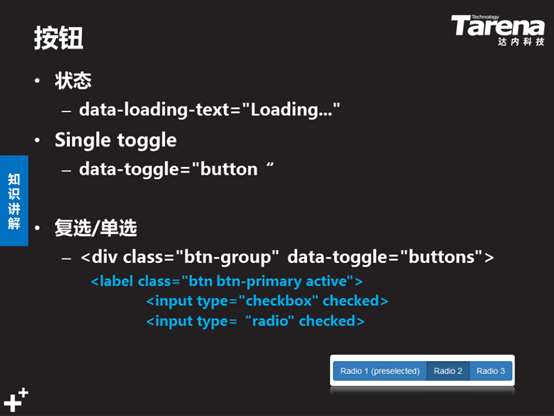 按钮
Technology
Tarena
达内科技
• 状态
– data-loading-text="Loading..."
• Single toggle
– data-toggle="button “
知识讲解
• 复选/单选
– <div class="btn-group" data-toggle="buttons">
<label class="btn btn-primary active">
<input type="checkbox" checked>
<input type= “radio" checked>
Radio 1 (preselected) Radio 2 Radio 3